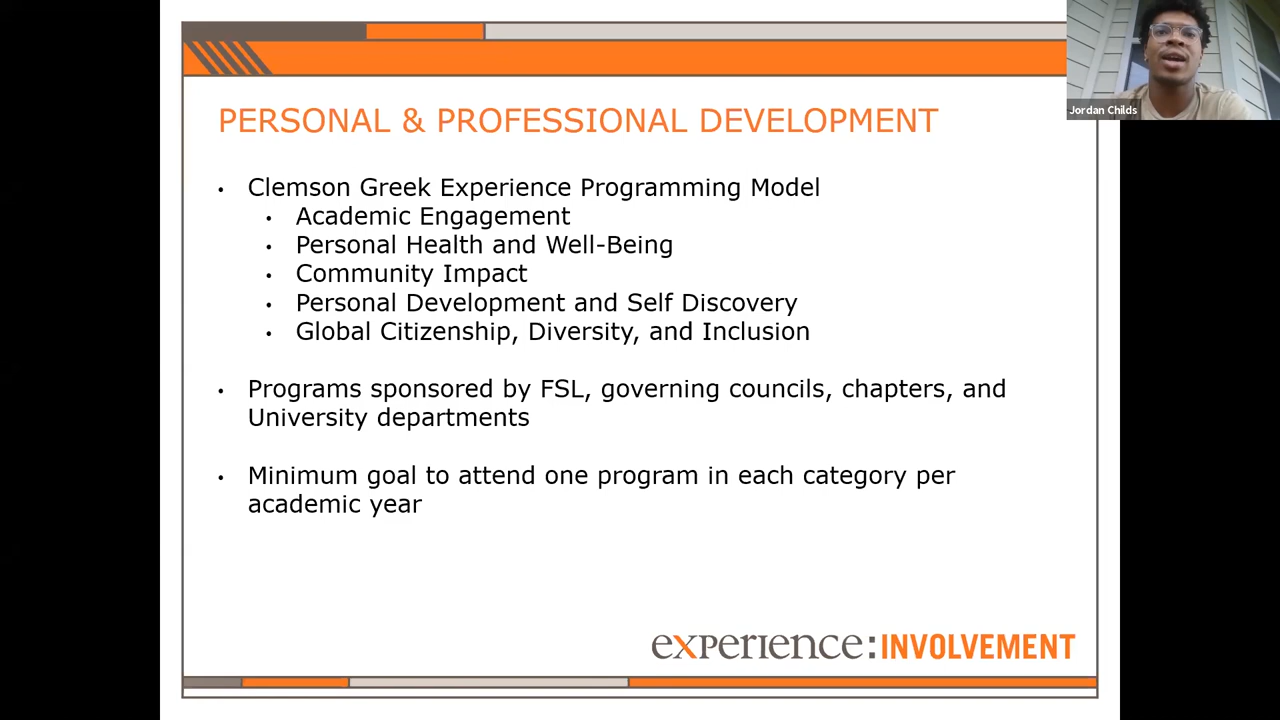 Jordan Childs
PERSONAL & PROFESSIONAL DEVELOPMENT
• Clemson Greek Experience Programming Model
• Academic Engagement
• Personal Health and Well-Being
• Community Impact
• Personal Development and Self Discovery
• Global Citizenship, Diversity, and Inclusion
• Programs sponsored by FSL, governing councils, chapters, and
University departments
• Minimum goal to attend one program in each category per
academic year
experience:INVOLVEMENT